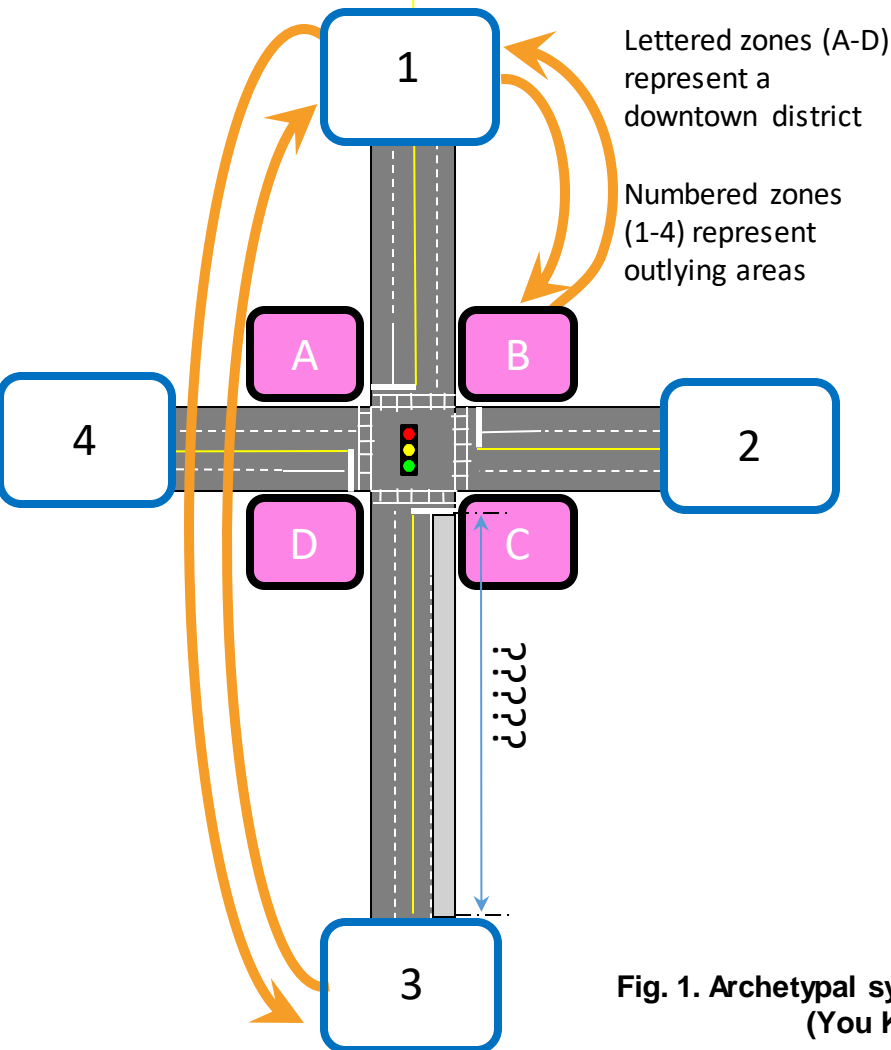 1
Lettered zones (A-D)
represent a
downtown district
Numbered zones
(1-4) represent
outlying areas
A
B
4
2
D
C
?????
3
Fig. 1. Archetypal
(You